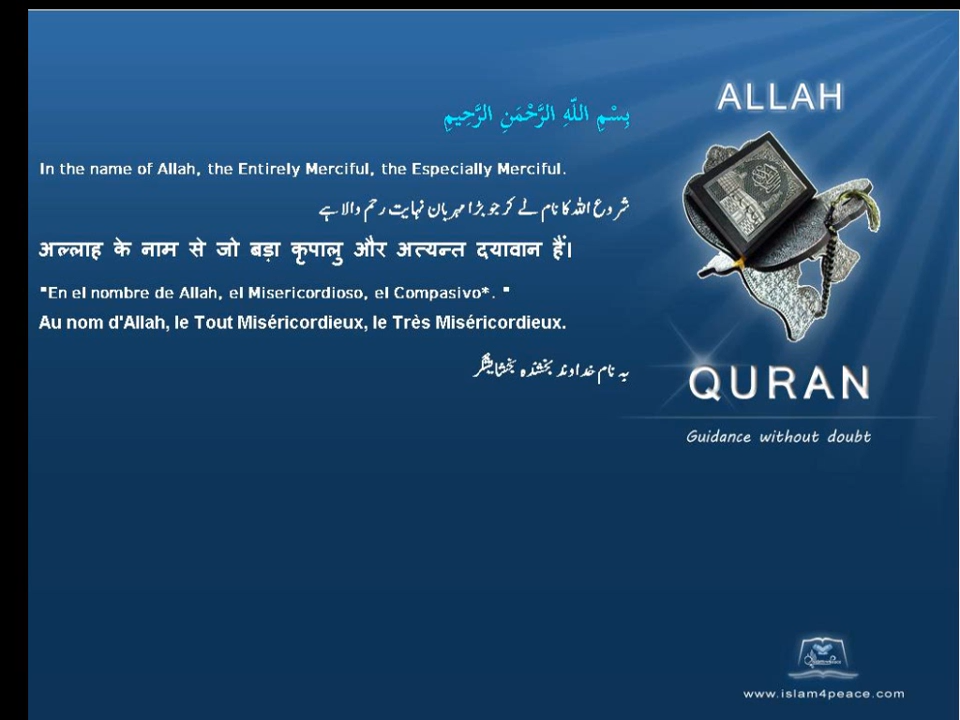 بِسْمِ اللّهِ الرَّحْمَنِ الرَّحِيمِ
In the name of Allah, the Entirely Merciful, the Especially Merciful.
شروع الله کا نام لے کر جو بڑا مہربان نہایت رحم والا ہے
अल्लाह के नाम से जो बड़ा कृपालु और अत्यन्त दयावान हैं।
"En el nombre de Allah, el Misericordioso, el Compasivo*. "
Au nom d'Allah, le Tout Miséricordieux, le Très Miséricordieux.
به نام خداوند بخشنده بخشایشگر
ALLAH
QURAN
Guidance without doubt
www.islam4peace.com